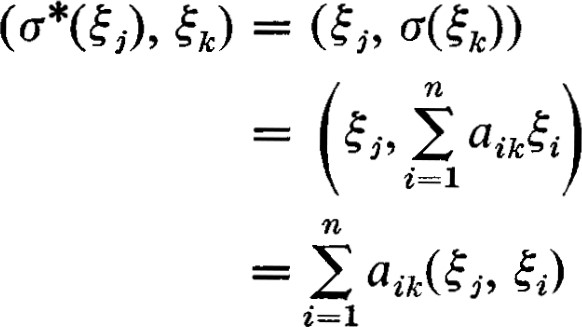 (σ*(ξ_j), ξ_k) = (ξ_j, σ(ξ_k))
= (ξ_j, ∑_{i=1}^{n} a_{ik}ξ_i)
= ∑_{i=1}^{n} a_{ik}(ξ_j, ξ_i)